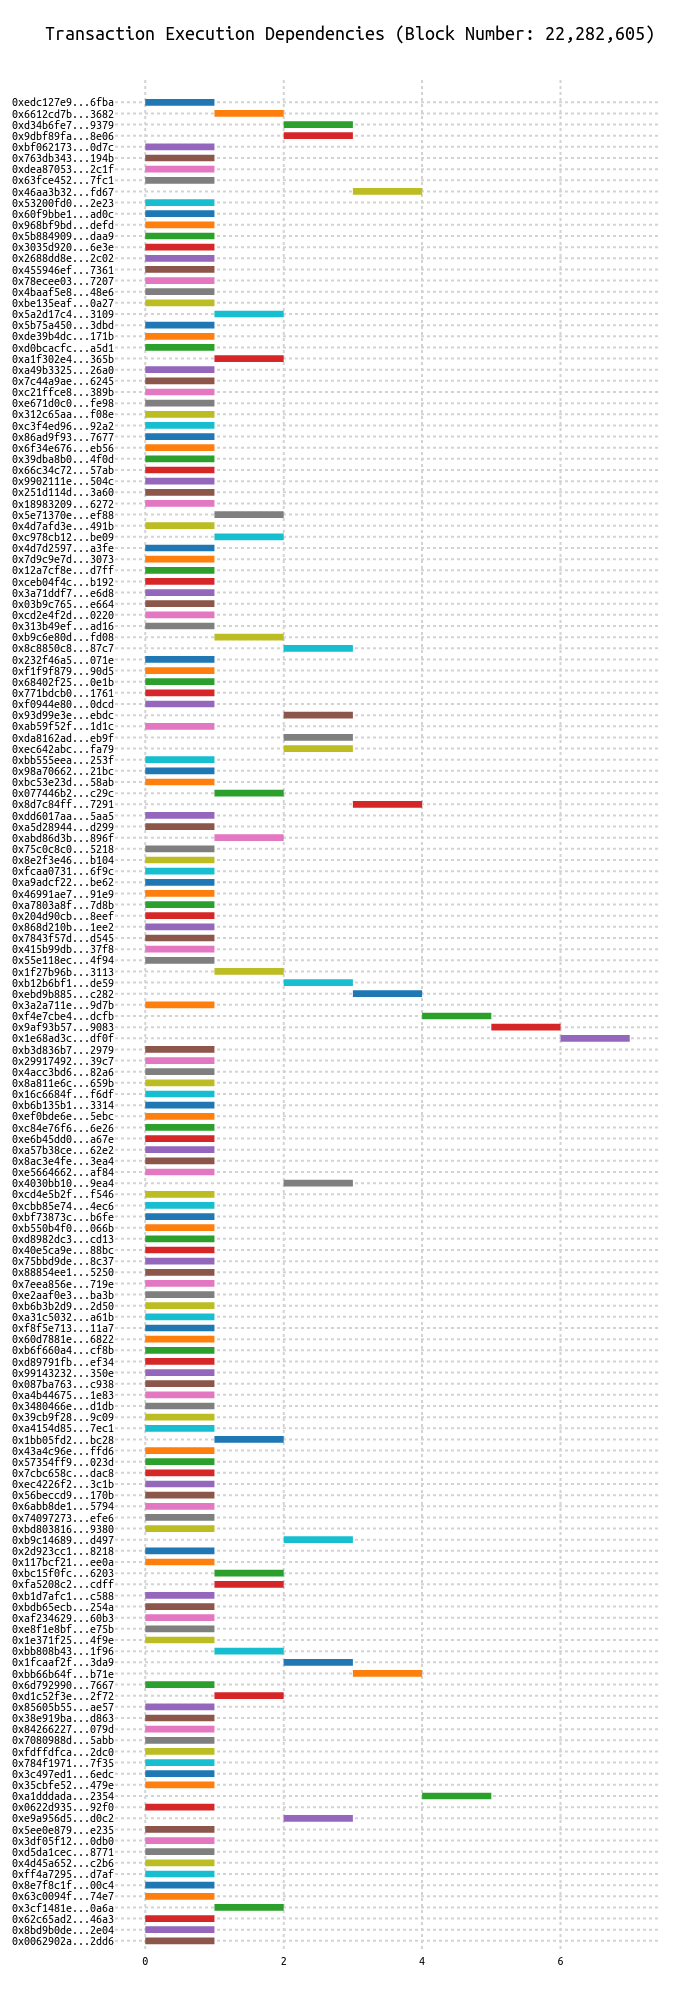 Transaction Execution Dependencies (Block Number: 22,282,605)
0xedc127e9...6fba
0x6612cd7b...3682
0xd34b6fe7...9379
0x9dbf89fa...8e06
0xbf062173...0d7c
0x763db343...194b
0xdea87053...2c1f
0x63fce452...7fc1
0x46aa3b32...fd67
0x53200fd0...2e23
0x60f9bbe1...ad0c
0x968bf9bd...defd
0x5b884909...daa9
0x3035d920...6e3e
0x2688dd8e...2c02
0x455946ef...7361
0x78ecee03...7207
0x4baaf5e8...48e6
0xbe135eaf...0a27
0x5a2d17c4...3109
0x5b75a450...3dbd
0xde39b4dc...171b
0xd0bcacfc...a5d1
0xa1f302e4...365b
0xa49b3325...26a0
0x7c44a9ae...6245
0xc21ffce8...389b
0xe671d0c0...fe98
0x312c65aa...f08e
0xc3f4ed96...92a2
0x86ad9f93...7677
0x6f34e676...eb56
0x39dba8b0...4f0d
0x66c34c72...57ab
0x9902111e...504c
0x251d114d...3a60
0x18983209...6272
0x5e71370e...ef88
0x4d7afd3e...491b
0xc978cb12...be09
0x4d7d2597...a3fe
0x7d9c9e7d...3073
0x12a7cf8e...d7ff
0xceb04f4c...b192
0x3a71ddf7...e6d8
0x03b9c765...e664
0xcd2e4f2d...0220
0x313b49ef...ad16
0xb9c6e80d...fd08
0x8c8850c8...87c7
0x232f46a5...071e
0xf1f9f879...90d5
0x68402f25...0e1b
0x771bdcb0...1761
0xf0944e80...0dcd
0x93d99e3e...ebdc
0xab59f52f...1d1c
0xda8162ad...eb9f
0xec642abc...fa79
0xbb555eea...253f
0x98a70662...21bc
0xbc53e23d...58ab
0x077446b2...c29c
0x8d7c84ff...7291
0xdd6017aa...5aa5
0xa5d28944...d299
0xabd86d3b...896f
0x75c0c8c0...5218
0x8e2f3e46...b104
0xfcaa0731...6f9c
0xa9adcf22...be62
0x46991ae7...91e9
0xa7803a8f...7d8b
0x204d90cb...8eef
0x868d210b...1ee2
0x7843f57d...d545
0x415b99db...37f8
0x55e118ec...4f94
0x1f27b96b...3113
0xb12b6bf1...de59
0xebd9b885...c282
0x3a2a711e...9d7b
0xf4e7cbe4...dcfb
0x9af93b57...9083
0x1e68ad3c...df0f
0xb3d836b7...2979
0x29917492...39c7
0x4acc3bd6...82a6
0x8a811e6c...659b
0x16c6684f...f6df
0xb6b135b1...3314
0xef0bde6e...5ebc
0xc84e76f6...6e26
0xe6b45dd0...a67e
0xa57b38ce...62e2
0x8ac3e4fe...3ea4
0xe5664662...af84
0x4030bb10...9ea4
0xcd4e5b2f...f546
0xcbb85e74...4ec6
0xbf73873c...b6fe
0xb550b4f0...066b
0xd8982dc3...cd13
0x40e5ca9e...88bc
0x75bbd9de...8c37
0x88854ee1...5250
0x7eea856e...719e
0xe2aaf0e3...ba3b
0xb6b3b2d9...2d50
0xa31c5032...a61b
0xf8f5e713...11a7
0x60d7881e...6822
0xb6f660a4...cf8b
0xd89791fb...ef34
0x99143232...350e
0x087ba763...c938
0xa4b44675...1e83
0x3480466e...d1db
0x39cb9f28...9c09
0xa4154d85...7ec1
0x1bb05fd2...bc28
0x43a4c96e...ffd6
0x57354ff9...023d
0x7cbc658c...dac8
0xec4226f2...3c1b
0x56beccd9...170b
0x6abb8de1...5794
0x74097273...efe6
0xbd803816...9380
0xb9c14689...d497
0x2d923cc1...8218
0x117bcf21...ee0a
0xbc15f0fc...6203
0xfa5208c2...cdff
0xb1d7afc1...c588
0xbdb65ecb...254a
0xaf234629...60b3
0xe8f1e8bf...e75b
0x1e371f25...4f9e
0xbb808b43...1f96
0x1fcaaf2f...3da9
0xbb66b64f...b71e
0x6d792990...7667
0xd1c52f3e...2f72
0x85605b55...ae57
0x38e919ba...d863
0x84266227...079d
0x7080988d...5abb
0xfdffdfca...2dc0
0x784f1971...7f35
0x3c497ed1...6edc
0x35cbfe52...479e
0xa1dddada...2354
0x0622d935...92f0
0xe9a956d5...d0c2
0x5ee0e879...e235
0x3df05f12...0db0
0xd5da1cec...8771
0x4d45a652...c2b6
0xff4a7295...d7af
0x8e7f8c1f...00c4
0x63c0094f...74e7
0x3cf1481e...0a6a
0x62c65ad2...46a3
0x8bd9b0de...2e04
0x0062902a...2dd6
0 2 4 6